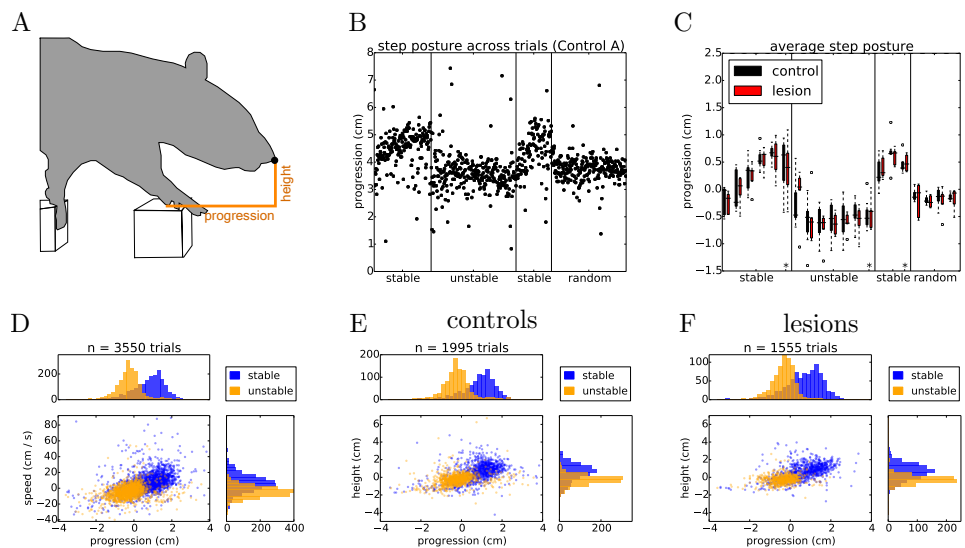 A
height
progression
B
step posture across trials (Control A)
progression (cm)
8
7
6
5
4
3
2
1
0
stable unstable stable random
C
average step posture
control
lesion
progression (cm)
2.5
2.0
1.5
1.0
0.5
0.0
−0.5
−1.0
−1.5
* * *
stable unstable stable random
D
n = 3550 trials
200
0
stable
unstable
speed (cm / s)
80
60
40
20
0
−20
−40
−4 −2 0 2 4
progression (cm)
0 200 400
E
controls
n = 1995 trials
200
100
0
stable
unstable
height (cm)
6
4
2
0
−2
−4
−4 −2 0 2 4
progression (cm)
0 100 200
F
lesions
n = 1555 trials
100
50
0
stable
unstable
height (cm)
6
4
2
0
−2
−4
−4 −2 0 2 4
progression (cm)
0 100 200